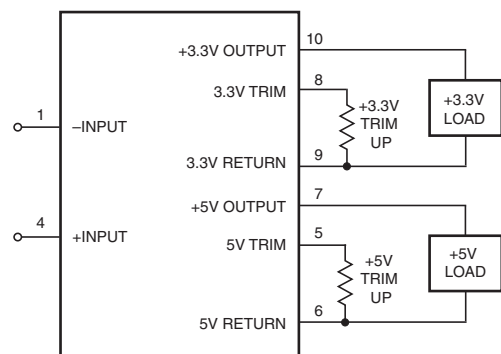 +3.3V OUTPUT
10
3.3V TRIM
8
+3.3V
TRIM
UP
+3.3V
LOAD
1
–INPUT
3.3V RETURN
9
+5V OUTPUT
7
4
+INPUT
5V TRIM
5
+5V
TRIM
UP
+5V
LOAD
5V RETURN
6